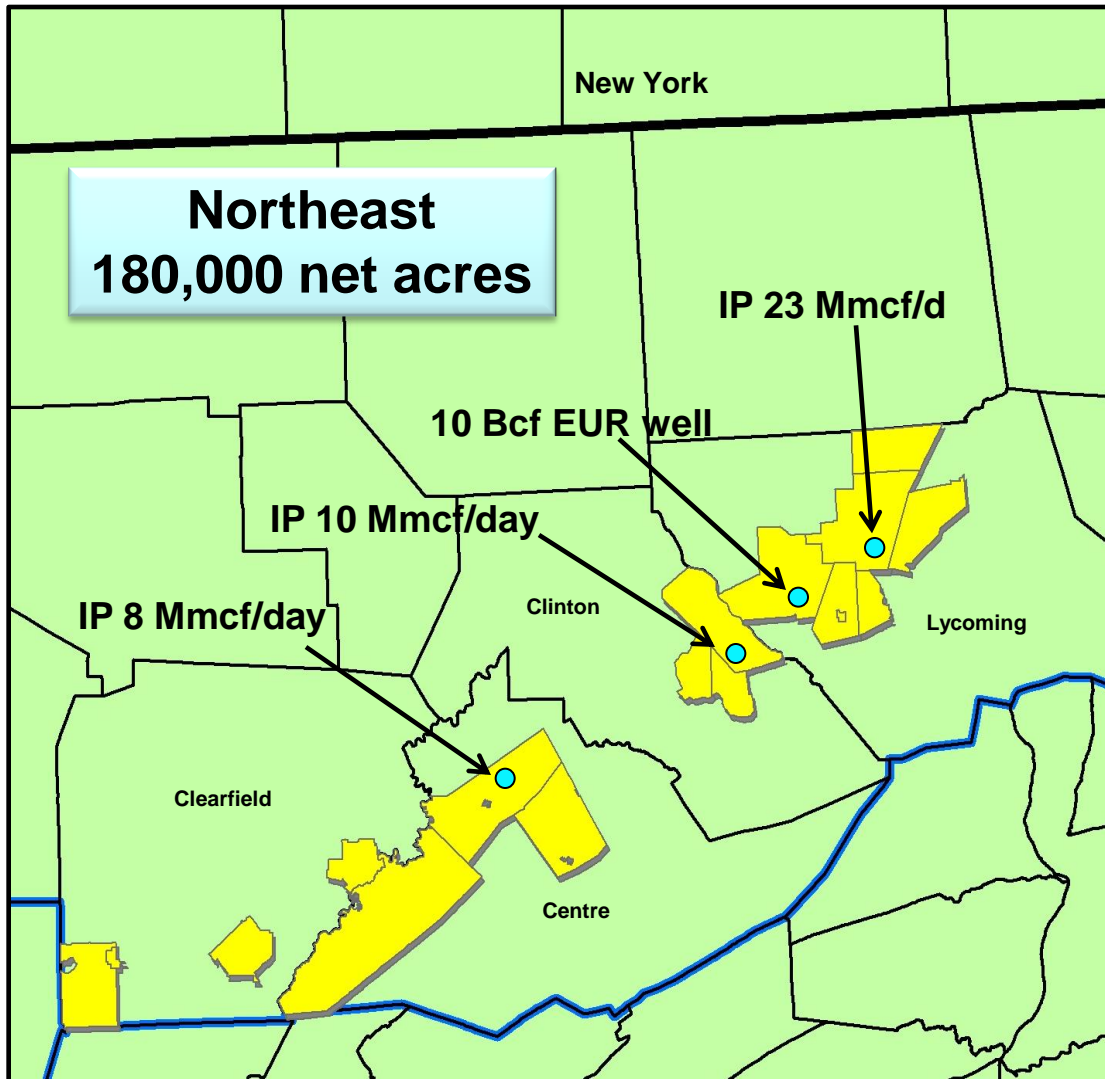 New York
Northeast
180,000 net acres
IP 23 Mmcf/d
10 Bcf EUR well
IP 10 Mmcf/day
Clinton
IP 8 Mmcf/day
Lycoming
Clearfield
Centre